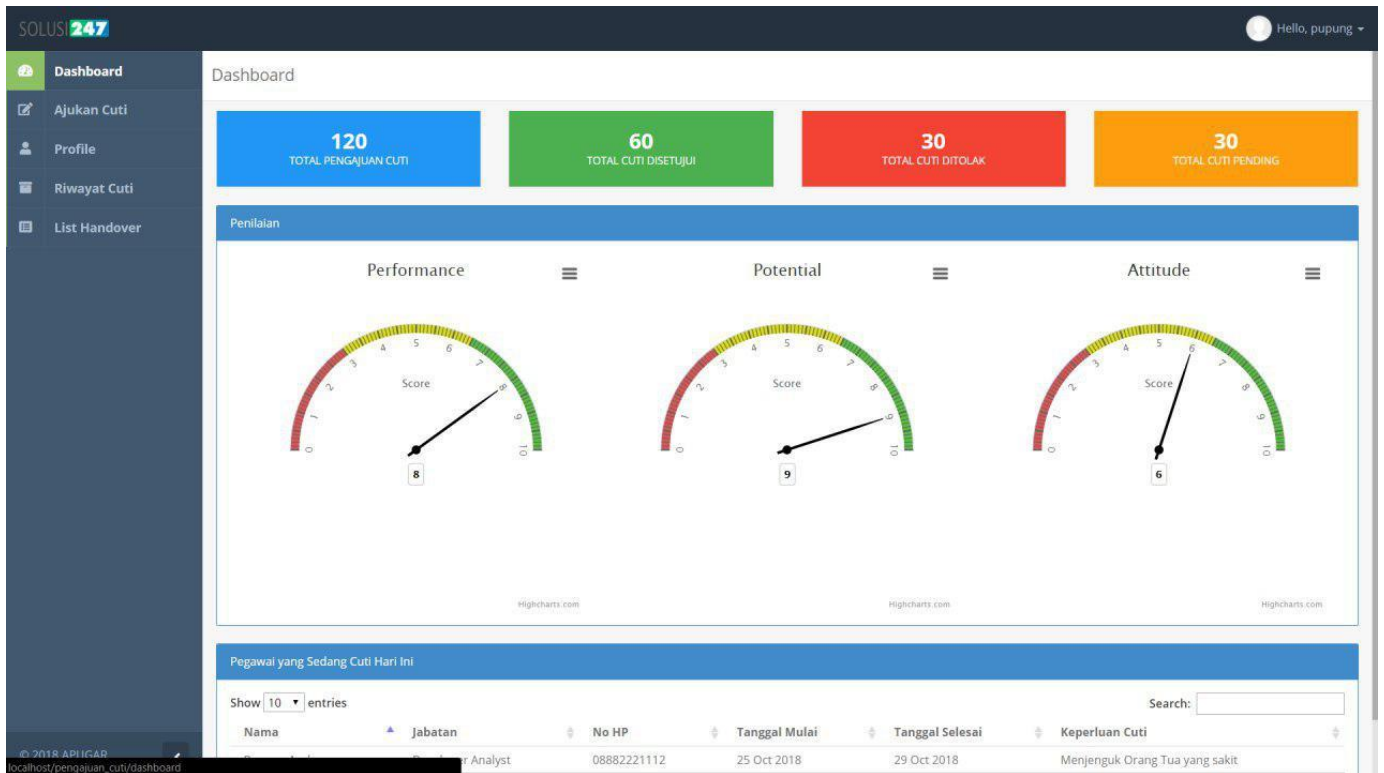 SOLUSI 247
Hello, pupung
Dashboard
Ajukan Cuti
Profile
Riwayat Cuti
List Handover
Dashboard
120
TOTAL PENGAJUAN CUTI
60
TOTAL CUTI DISETUJUI
30
TOTAL CUTI DITOLAK
30
TOTAL CUTI PENDING
Penilaian
Performance
0 1 2 3 4 5 6 7 8 9 10
Score
8
Highcharts.com
Potential
0 1 2 3 4 5 6 7 8 9 10
Score
9
Highcharts.com
Attitude
0 1 2 3 4 5 6 7 8 9 10
Score
6
Highcharts.com
Pegawai yang Sedang Cuti Hari Ini
Show 10 entries
Search:
Nama Jabatan No HP Tanggal Mulai Tanggal Selesai Keperluan Cuti
Analyst 08882221112 25 Oct 2018 29 Oct 2018 Menjenguk Orang Tua yang sakit
© 2018 APLIGAR
localhost/pengajuan_cuti/dashboard